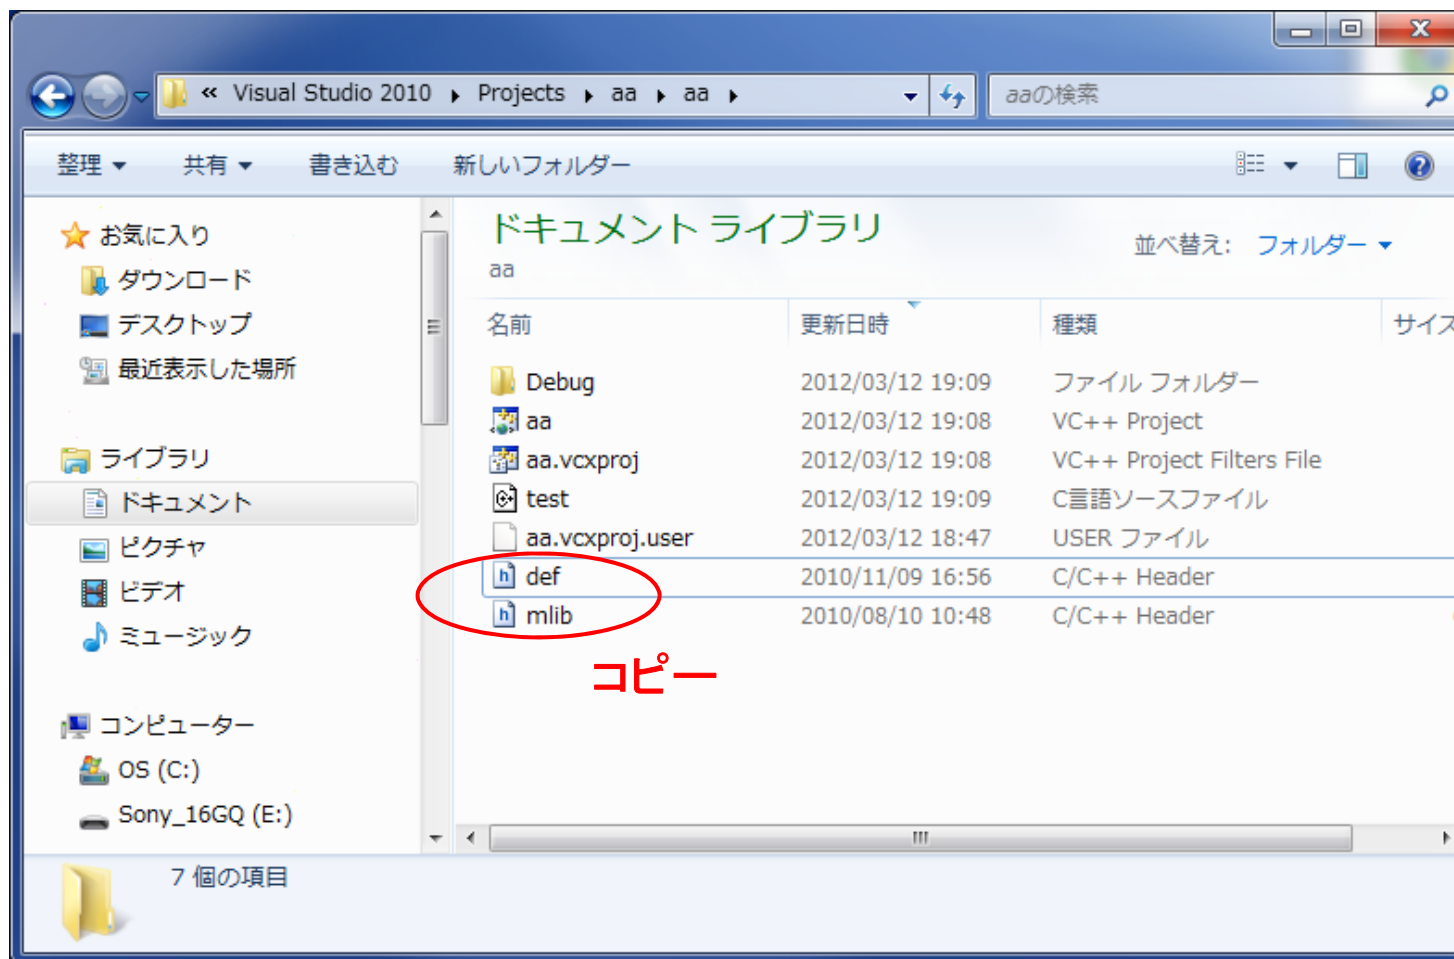 « Visual Studio 2010 ▸ Projects ▸ aa ▸ aa ▸
aaの検索
整理 ▼ 共有 ▼ 書き込む 新しいフォルダー
お気に入り
ダウンロード
デスクトップ
最近表示した場所
ライブラリ
ドキュメント
ピクチャ
ビデオ
ミュージック
コンピューター
OS (C:)
Sony_16GQ (E:)
ドキュメント ライブラリ
aa
並べ替え: フォルダー ▼
名前 更新日時 種類 サイズ
Debug 2012/03/12 19:09 ファイル フォルダー
aa 2012/03/12 19:08 VC++ Project
aa.vcxproj 2012/03/12 19:08 VC++ Project Filters File
test 2012/03/12 19:09 C言語ソースファイル
aa.vcxproj.user 2012/03/12 18:47 USER ファイル
def 2010/11/09 16:56 C/C++ Header
mlib 2010/08/10 10:48 C/C++ Header
コピー
7 個の項目